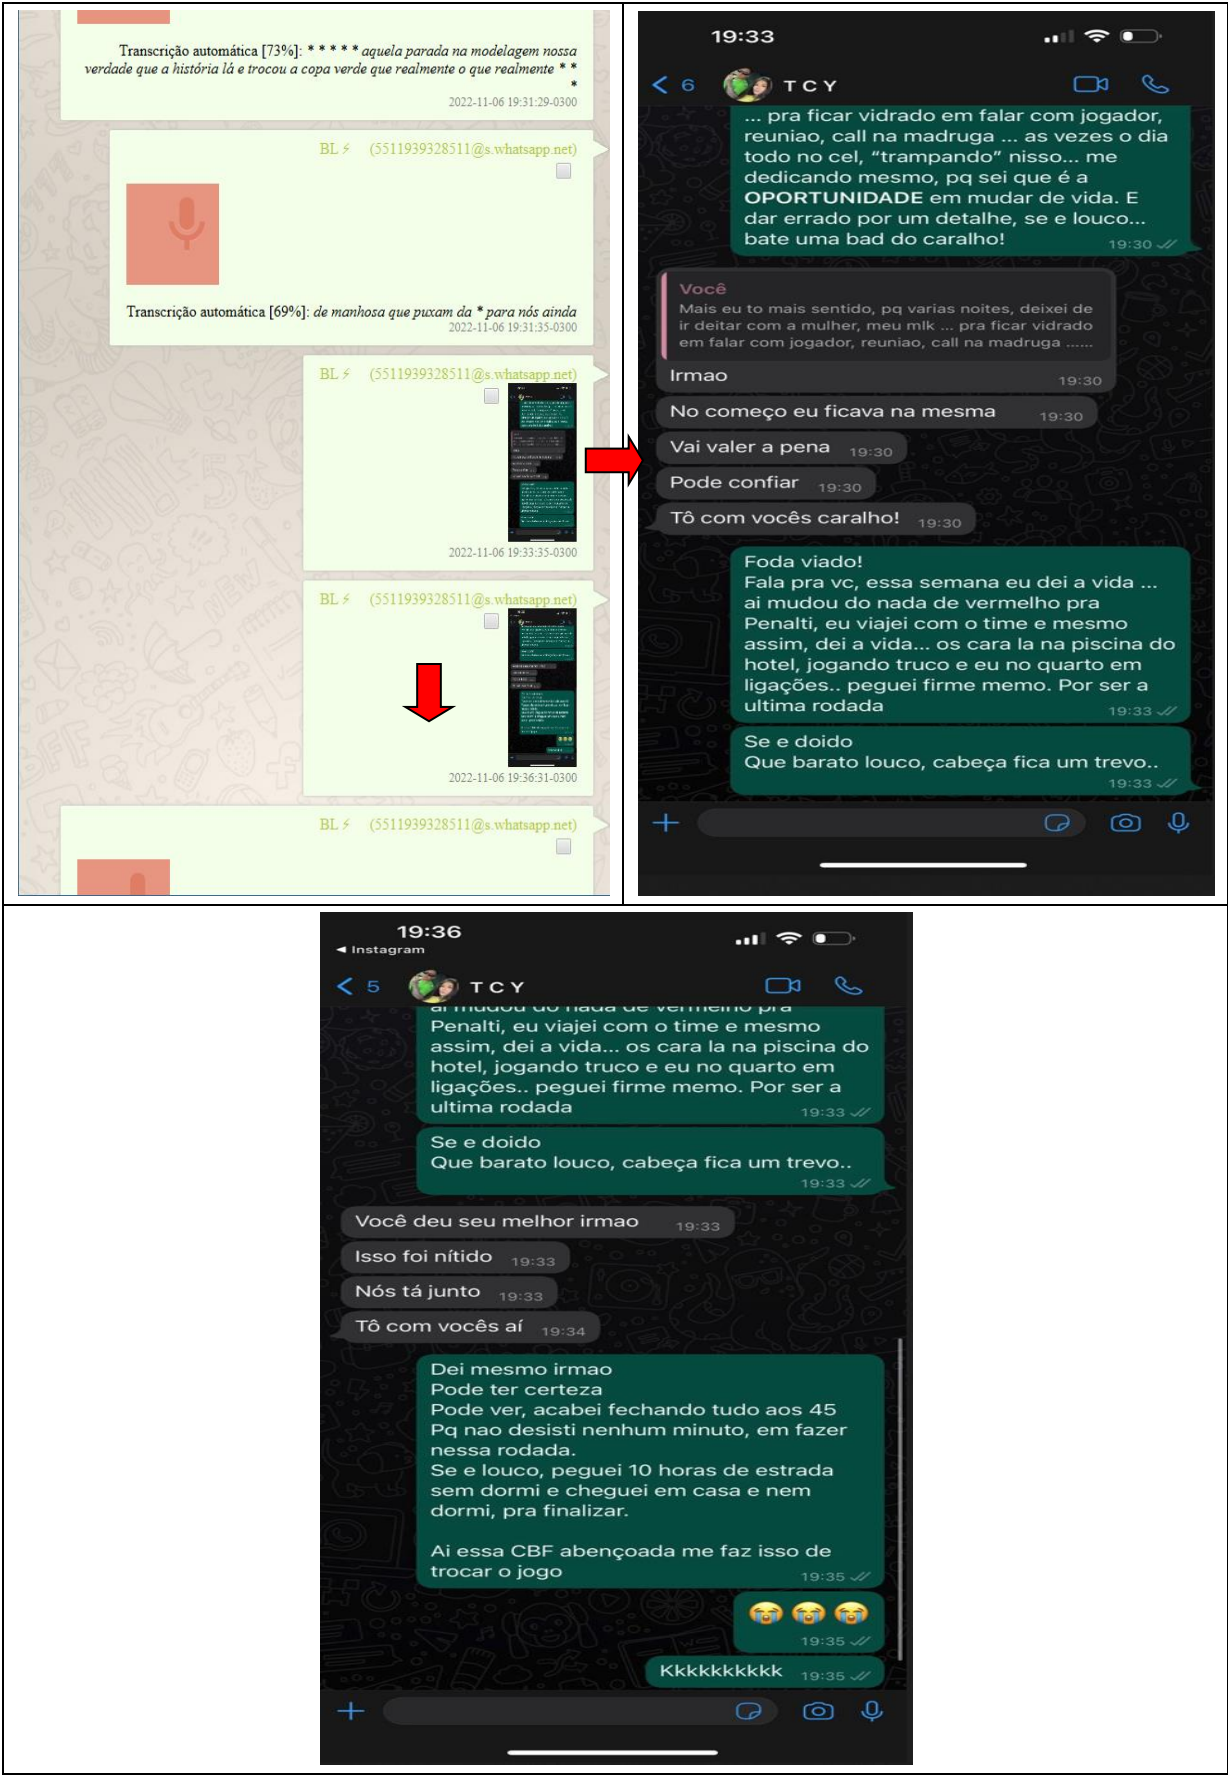 Transcrição automática [73%]: * * * * * aquela parada na modelagem nossa
verdade que a história lá e trocou a copa verde que realmente o que realmente * *
*
2022-11-06 19:31:29-0300
BL⚡ (5511939328511@s.whatsapp.net)
Transcrição automática [69%]: de manhosa que puxam da * para nós ainda
2022-11-06 19:31:35-0300
BL⚡ (5511939328511@s.whatsapp.net)
2022-11-06 19:33:35-0300
BL⚡ (5511939328511@s.whatsapp.net)
2022-11-06 19:36:31-0300
BL⚡ (5511939328511@s.whatsapp.net)
19:33
6 T C Y
... pra ficar vidrado em falar com jogador,
reuniao, call na madruga ... as vezes o dia
todo no cel, “trampando” nisso... me
dedicando mesmo, pq sei que é a
OPORTUNIDADE em mudar de vida. E
dar errado por um detalhe, se e louco...
bate uma bad do caralho! 19:30
Você
Mais eu to mais sentido, pq varias noites, deixei de
ir deitar com a mulher, meu mlk ... pra ficar vidrado
em falar com jogador, reuniao, call na madruga ......
Irmao 19:30
No começo eu ficava na mesma 19:30
Vai valer a pena 19:30
Pode confiar 19:30
Tô com vocês caralho! 19:30
Foda viado!
Fala pra vc, essa semana eu dei a vida ...
ai mudou do nada de vermelho pra
Penalti, eu viajei com o time e mesmo
assim, dei a vida... os cara la na piscina do
hotel, jogando truco e eu no quarto em
ligações.. peguei firme memo. Por ser a
ultima rodada 19:33
Se e doido
Que barato louco, cabeça fica um trevo..
19:33
19:36
Instagram
5 T C Y
ai mudou do nada de vermelho pra
Penalti, eu viajei com o time e mesmo
assim, dei a vida... os cara la na piscina do
hotel, jogando truco e eu no quarto em
ligações.. peguei firme memo. Por ser a
ultima rodada 19:33
Se e doido
Que barato louco, cabeça fica um trevo..
19:33
Você deu seu melhor irmao 19:33
Isso foi nítido 19:33
Nós tá junto 19:33
Tô com vocês aí 19:34
Dei mesmo irmao
Pode ter certeza
Pode ver, acabei fechando tudo aos 45
Pq nao desisti nenhum minuto, em fazer
nessa rodada.
Se e louco, peguei 10 horas de estrada
sem dormi e cheguei em casa e nem
dormi, pra finalizar.
Ai essa CBF abençoada me faz isso de
trocar o jogo 19:35
😭😭😭
19:35
Kkkkkkkkkk 19:35